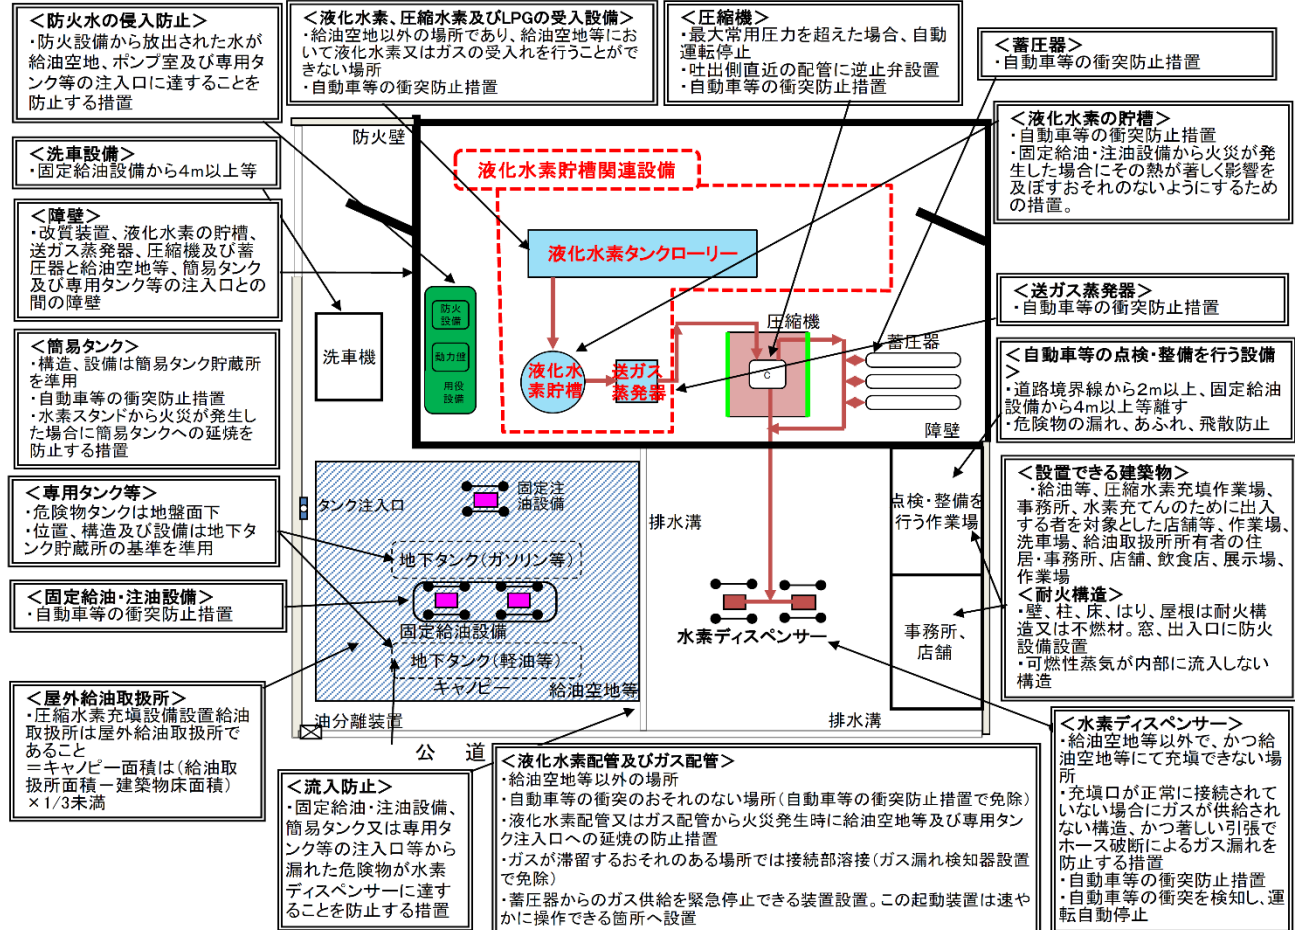 ＜防火水の侵入防止＞
・防火設備から放出された水が
給油空地、ポンプ室及び専用タ
ンク等の注入口に達することを
防止する措置
＜液化水素、圧縮水素及びLPGの受入設備＞
・給油空地以外の場所であり、給油空地等にお
いて液化水素又はガスの受入れを行うことがで
きない場所
・自動車等の衝突防止措置
＜圧縮機＞
・最大常用圧力を超えた場合、自動
運転停止
・吐出側直近の配管に逆止弁設置
・自動車等の衝突防止措置
＜蓄圧器＞
・自動車等の衝突防止措置
＜液化水素の貯槽＞
・自動車等の衝突防止措置
・固定給油・注油設備から火災が発
生した場合にその熱が著しく影響を
及ぼすおそれのないようにするため
の措置。
＜洗車設備＞
・固定給油設備から4m以上等
＜障壁＞
・改質装置、液化水素の貯槽、
送ガス蒸発器、圧縮機及び蓄
圧器と給油空地等、簡易タンク
及び専用タンク等の注入口との
間の障壁
＜送ガス蒸発器＞
・自動車等の衝突防止措置
＜簡易タンク＞
・構造、設備は簡易タンク貯蔵所
を準用
・自動車等の衝突防止措置
・水素スタンドから火災が発生し
た場合に簡易タンクへの延焼を
防止する措置
＜自動車等の点検・整備を行う設備
＞
・道路境界線から2m以上、固定給油
設備から4m以上等離す
・危険物の漏れ、あふれ、飛散防止
＜専用タンク等＞
・危険物タンクは地盤面下
・位置、構造及び設備は地下タ
ンク貯蔵所の基準を準用
＜設置できる建築物＞
・給油等、圧縮水素充填作業場、
事務所、水素充てんのために出入
する者を対象とした店舗等、作業場、
洗車場、給油取扱所所有者の住
居・事務所、店舗、飲食店、展示場、
作業場
＜耐火構造＞
・壁、柱、床、はり、屋根は耐火構
造又は不燃材。窓、出入口に防火
設備設置
・可燃性蒸気が内部に流入しない
構造
＜固定給油・注油設備＞
・自動車等の衝突防止措置
＜屋外給油取扱所＞
・圧縮水素充填設備設置給油
取扱所は屋外給油取扱所で
あること
＝キャノピー面積は（給油取
扱所面積－建築物床面積）
×1/3未満
＜流入防止＞
・固定給油・注油設備、
簡易タンク又は専用タ
ンク等の注入口等から
漏れた危険物が水素
ディスペンサーに達す
ることを防止する措置
＜液化水素配管及びガス配管＞
・給油空地等以外の場所
・自動車等の衝突のおそれのない場所（自動車等の衝突防止措置で免除）
・液化水素配管又はガス配管から火災発生時に給油空地等及び専用タン
ク注入口への延焼の防止措置
・ガスが滞留するおそれのある場所では接続部溶接（ガス漏れ検知器設置
で免除）
・蓄圧器からのガス供給を緊急停止できる装置設置。この起動装置は速や
かに操作できる箇所へ設置
＜水素ディスペンサー＞
・給油空地等以外で、かつ給
油空地等にて充填できない場
所
・充填口が正常に接続されて
いない場合にガスが供給され
ない構造、かつ著しい引張で
ホース破断によるガス漏れを
防止する措置
・自動車等の衝突防止措置
・自動車等の衝突を検知し、運
転自動停止
防火壁
液化水素貯槽関連設備
液化水素タンクローリー
防火
設備
動力盤
用役
設備
洗車機
液化水
素貯槽
送ガス
蒸発器
圧縮機
C
蓄圧器
障壁
タンク注入口
固定注
油設備
地下タンク（ガソリン等）
固定給油設備
地下タンク（軽油等）
キャノピー
給油空地等
油分離装置
公 道
排水溝
水素ディスペンサー
排水溝
点検・整備を
行う作業場
事務所、
店舗